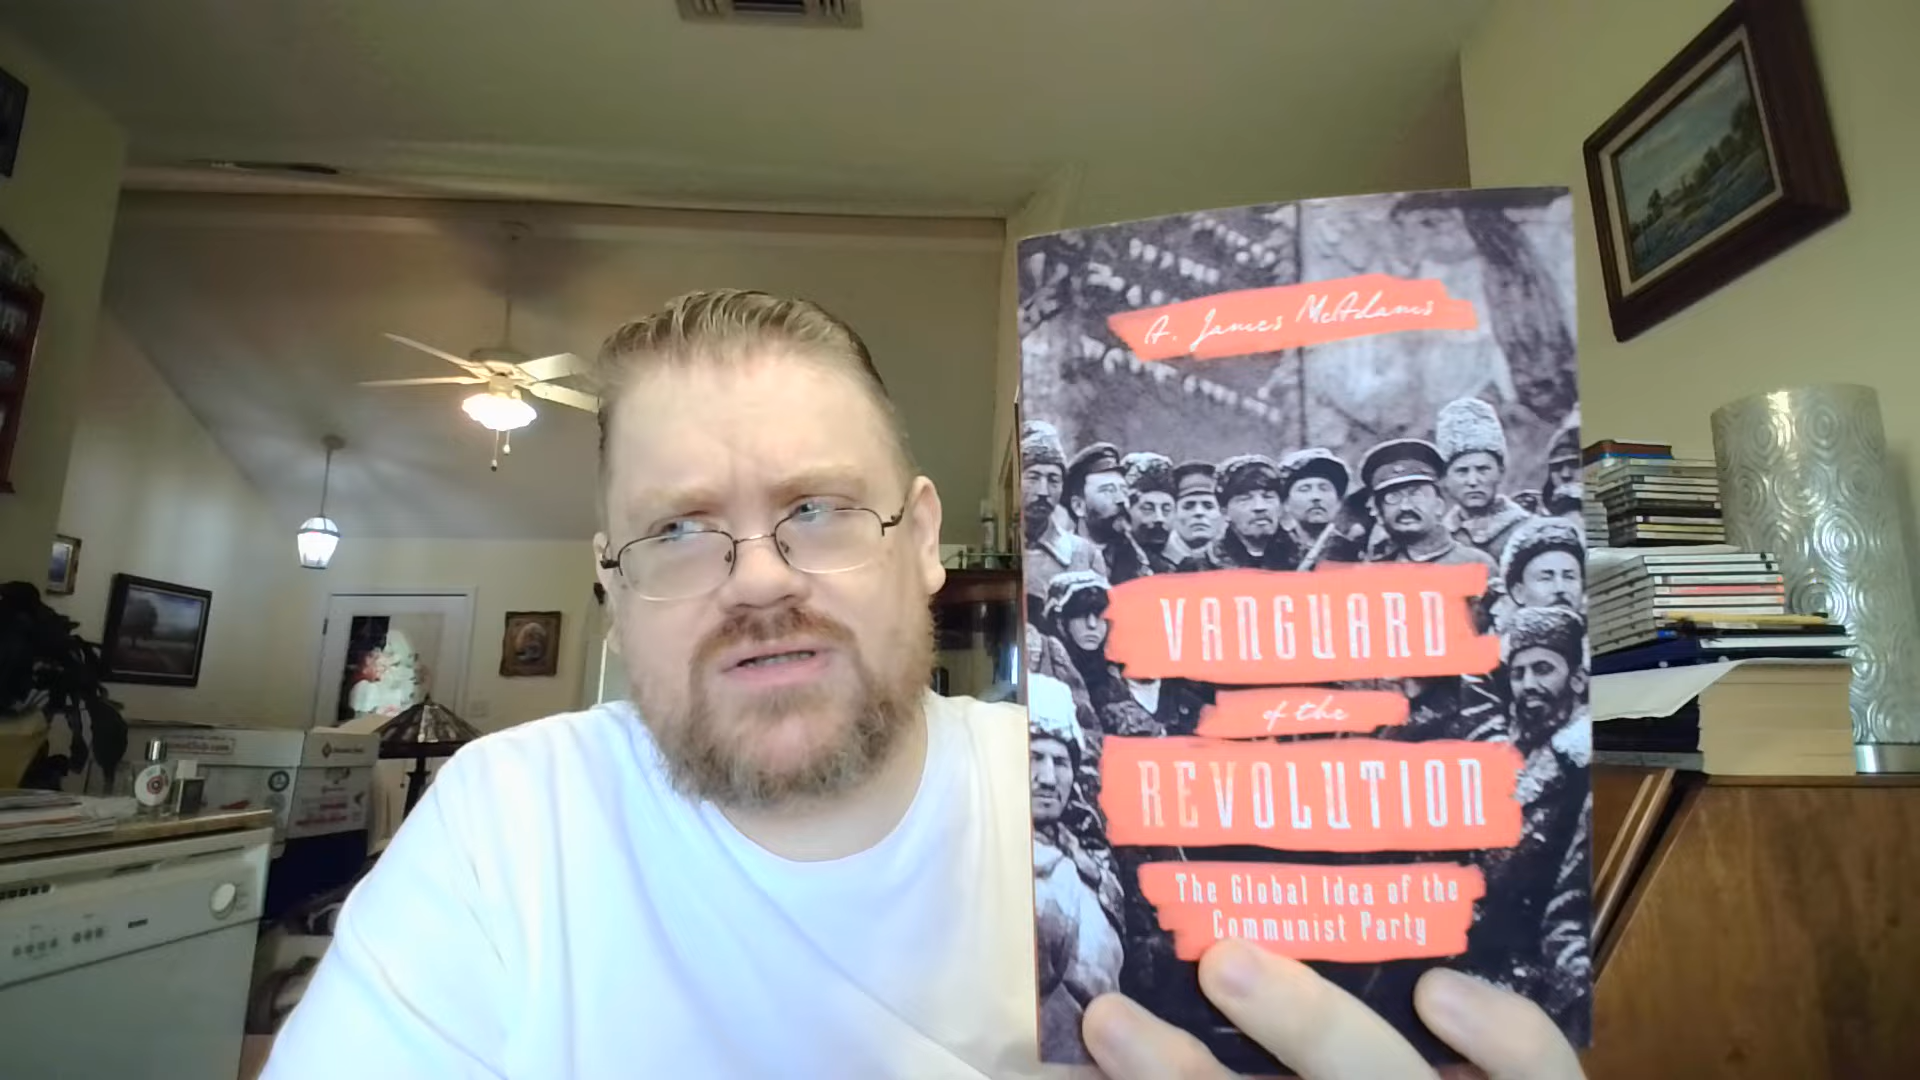 A. James McAdams
VANGUARD
of the
REVOLUTION
The Global Idea of the
Communist Party